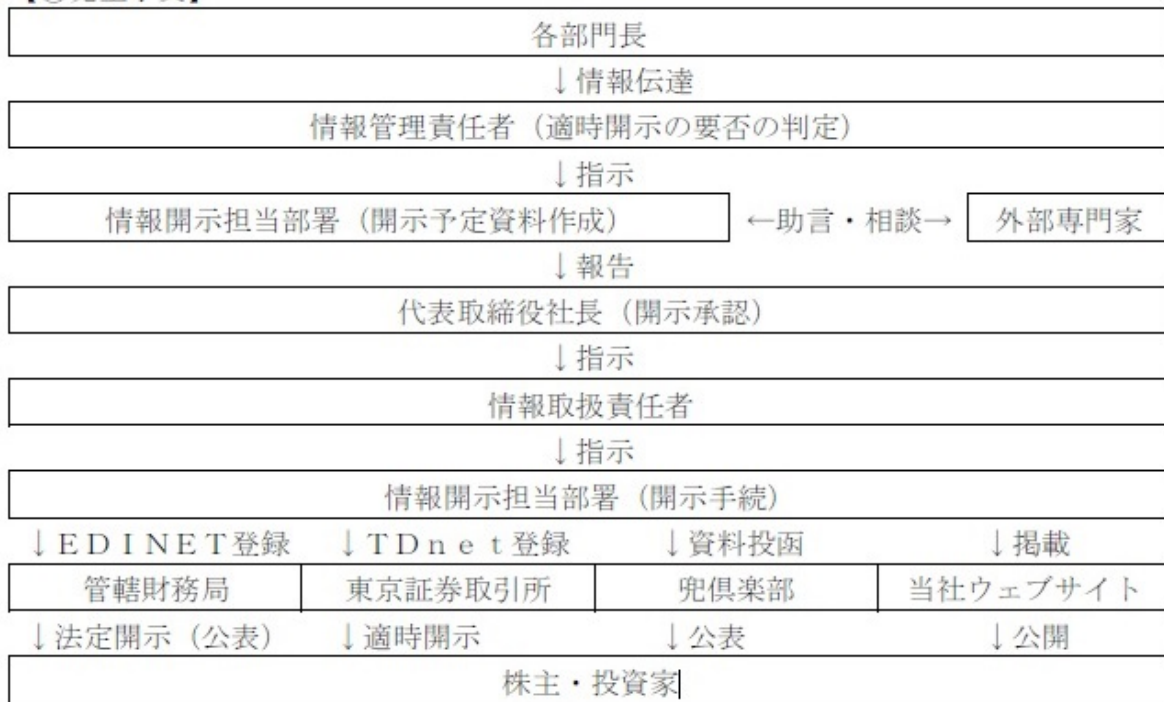 各部門長
↓情報伝達
情報管理責任者（適時開示の要否の判定）
↓指示
情報開示担当部署（開示予定資料作成） ←助言・相談→ 外部専門家
↓報告
代表取締役社長（開示承認）
↓指示
情報取扱責任者
↓指示
情報開示担当部署（開示手続）
↓ＥＤＩＮＥＴ登録 ↓ＴＤｎｅｔ登録 ↓資料投函 ↓掲載
管轄財務局 東京証券取引所 兜倶楽部 当社ウェブサイト
↓法定開示（公表） ↓適時開示 ↓公表 ↓公開
株主・投資家